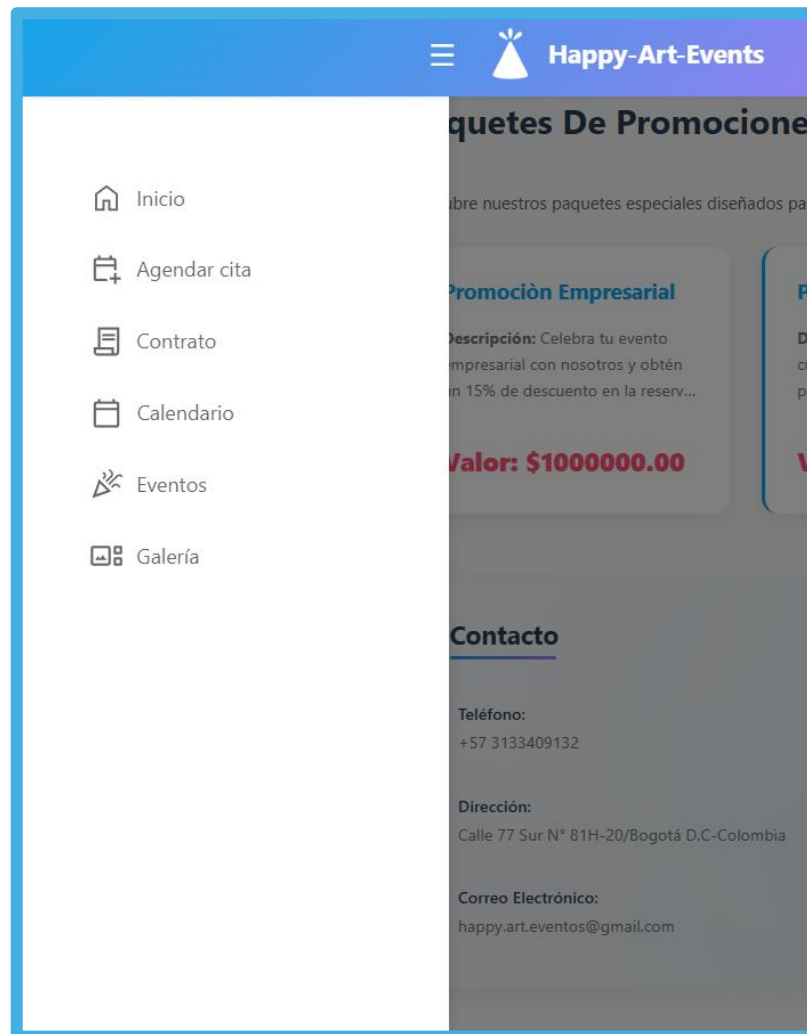 Happy-Art-Events
Inicio
Agendar cita
Contrato
Calendario
Eventos
Galería
quetes De Promocione
bre nuestros paquetes especiales diseñados pa
Promociòn Empresarial
Descripción: Celebra tu evento
empresarial con nosotros y obtén
un 15% de descuento en la reserv...
Valor: $1000000.00
Contacto
Teléfono:
+57 3133409132
Dirección:
Calle 77 Sur N° 81H-20/Bogotá D.C-Colombia
Correo Electrónico:
happy.art.eventos@gmail.com